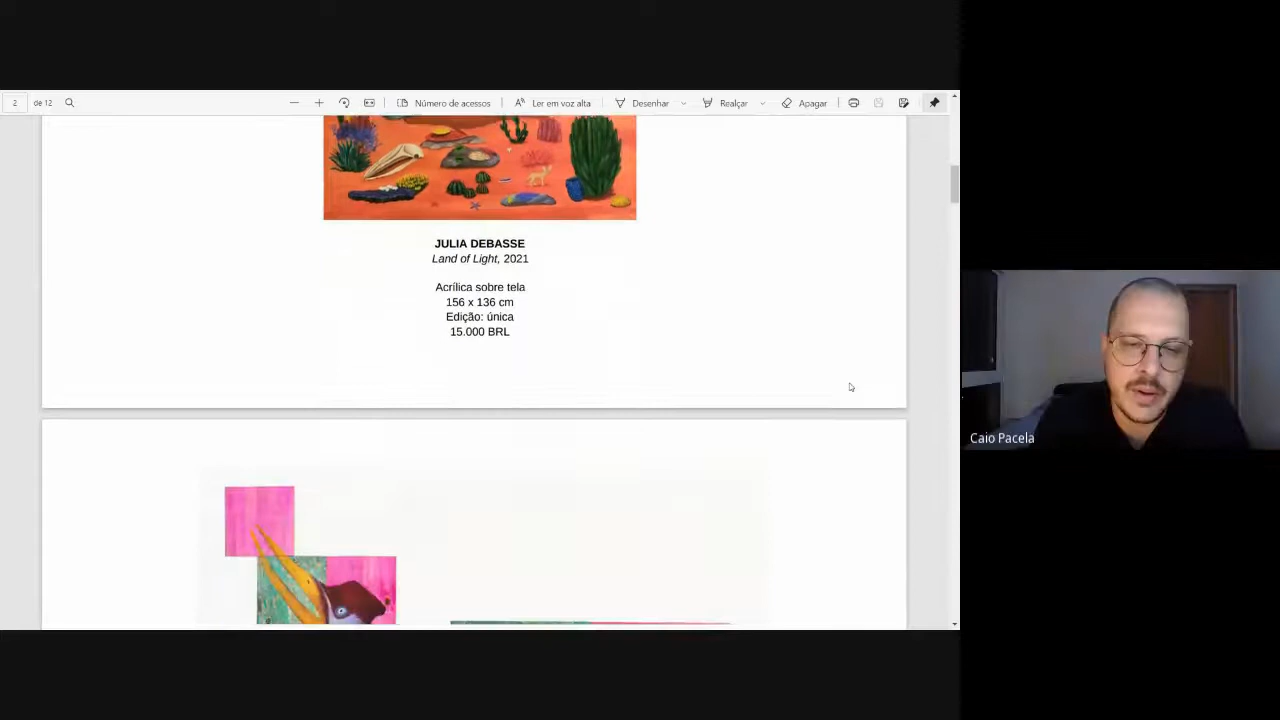 2 de 12 Número de acessos Ler em voz alta Desenhar Realçar Apagar
JULIA DEBASSE
Land of Light, 2021
Acrílica sobre tela
156 x 136 cm
Edição: única
15.000 BRL
Caio Pacela